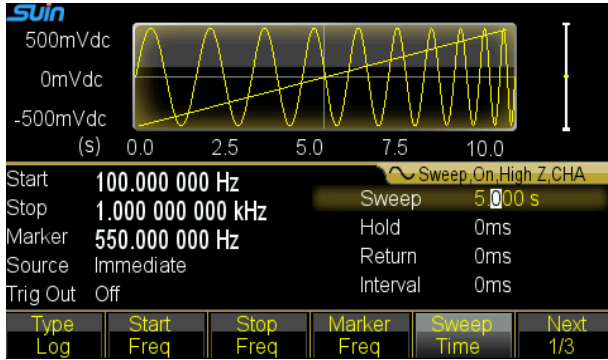 Suin
500mVdc
0mVdc
-500mVdc
(s) 0.0 2.5 5.0 7.5 10.0
Sweep,On,High Z,CHA
Start 100.000 000 Hz
Stop 1.000 000 000 kHz
Marker 550.000 000 Hz
Source Immediate
Trig Out Off
Sweep 5.000 s
Hold 0ms
Return 0ms
Interval 0ms
Type Log
Start Freq
Stop Freq
Marker Freq
Sweep Time
Next 1/3